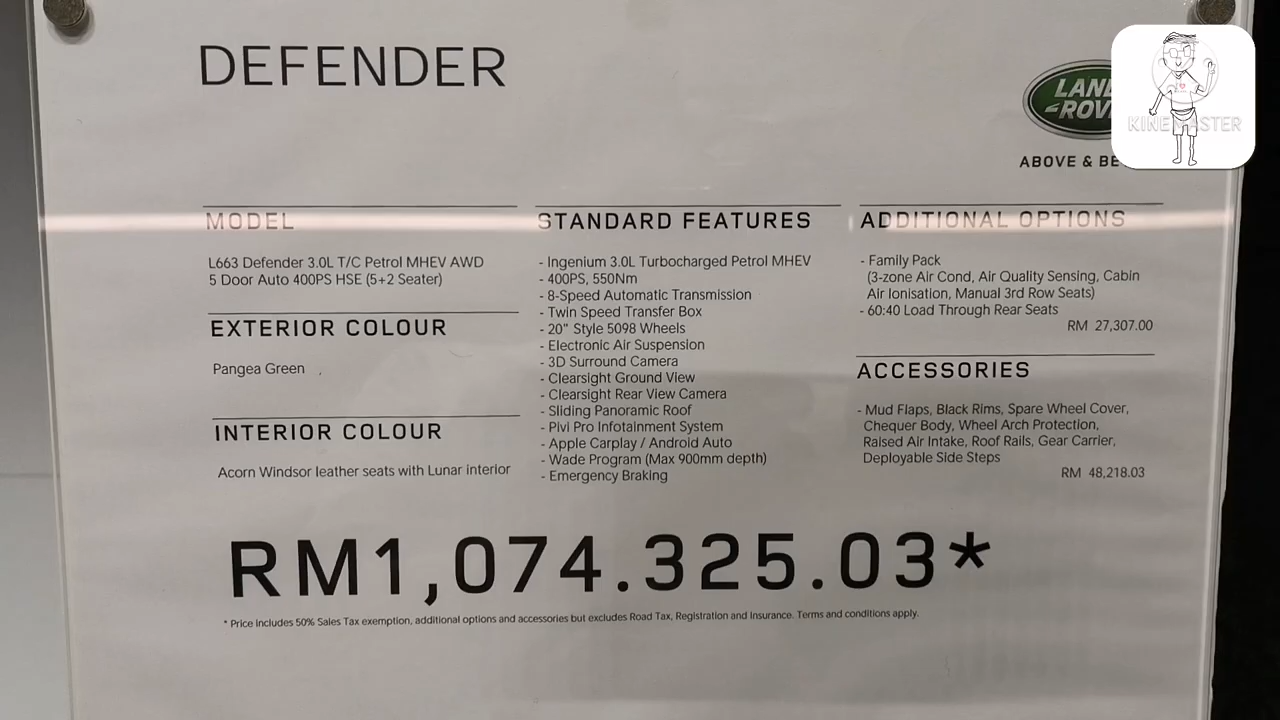 DEFENDER
LAND
ROV
KINEMASTER
ABOVE & BE
MODEL
L663 Defender 3.0L T/C Petrol MHEV AWD
5 Door Auto 400PS HSE (5+2 Seater)
EXTERIOR COLOUR
Pangea Green
INTERIOR COLOUR
Acorn Windsor leather seats with Lunar interior
STANDARD FEATURES
- Ingenium 3.0L Turbocharged Petrol MHEV
- 400PS, 550Nm
- 8-Speed Automatic Transmission
- Twin Speed Transfer Box
- 20" Style 5098 Wheels
- Electronic Air Suspension
- 3D Surround Camera
- Clearsight Ground View
- Clearsight Rear View Camera
- Sliding Panoramic Roof
- Pivi Pro Infotainment System
- Apple Carplay / Android Auto
- Wade Program (Max 900mm depth)
- Emergency Braking
ADDITIONAL OPTIONS
- Family Pack
(3-zone Air Cond, Air Quality Sensing, Cabin
Air Ionisation, Manual 3rd Row Seats)
- 60:40 Load Through Rear Seats
RM 27,307.00
ACCESSORIES
- Mud Flaps, Black Rims, Spare Wheel Cover,
Chequer Body, Wheel Arch Protection,
Raised Air Intake, Roof Rails, Gear Carrier,
Deployable Side Steps
RM 48,218.03
RM1,074.325.03*
* Price includes 50% Sales Tax exemption, additional options and accessories but excludes Road Tax, Registration and Insurance. Terms and conditions apply.